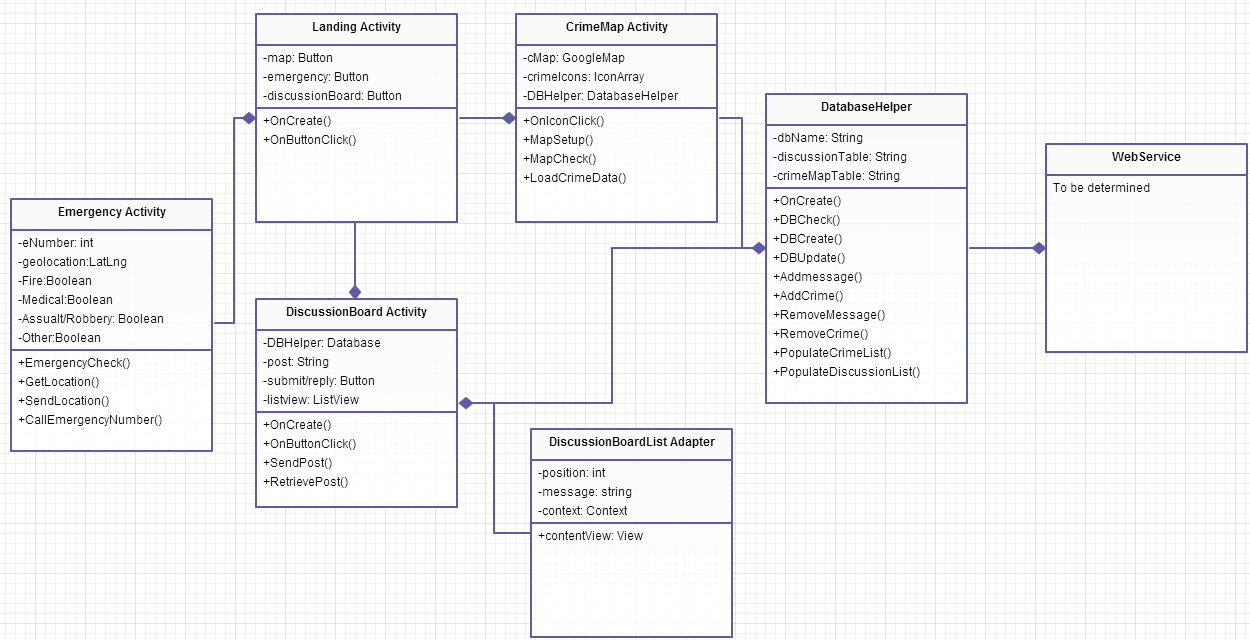 Landing Activity
-map: Button
-emergency: Button
-discussionBoard: Button
+OnCreate()
+OnButtonClick()
CrimeMap Activity
-cMap: GoogleMap
-crimeIcons: IconArray
-DBHelper: DatabaseHelper
+OnIconClick()
+MapSetup()
+MapCheck()
+LoadCrimeData()
DatabaseHelper
-dbName: String
-discussionTable: String
-crimeMapTable: String
+OnCreate()
+DBCheck()
+DBCreate()
+DBUpdate()
+Addmessage()
+AddCrime()
+RemoveMessage()
+RemoveCrime()
+PopulateCrimeList()
+PopulateDiscussionList()
WebService
To be determined
Emergency Activity
-eNumber: int
-geolocation:LatLng
-Fire:Boolean
-Medical:Boolean
-Assualt/Robbery: Boolean
-Other:Boolean
+EmergencyCheck()
+GetLocation()
+SendLocation()
+CallEmergencyNumber()
DiscussionBoard Activity
-DBHelper: Database
-post: String
-submit/reply: Button
-listview: ListView
+OnCreate()
+OnButtonClick()
+SendPost()
+RetrievePost()
DiscussionBoardList Adapter
-position: int
-message: string
-context: Context
+contentView: View